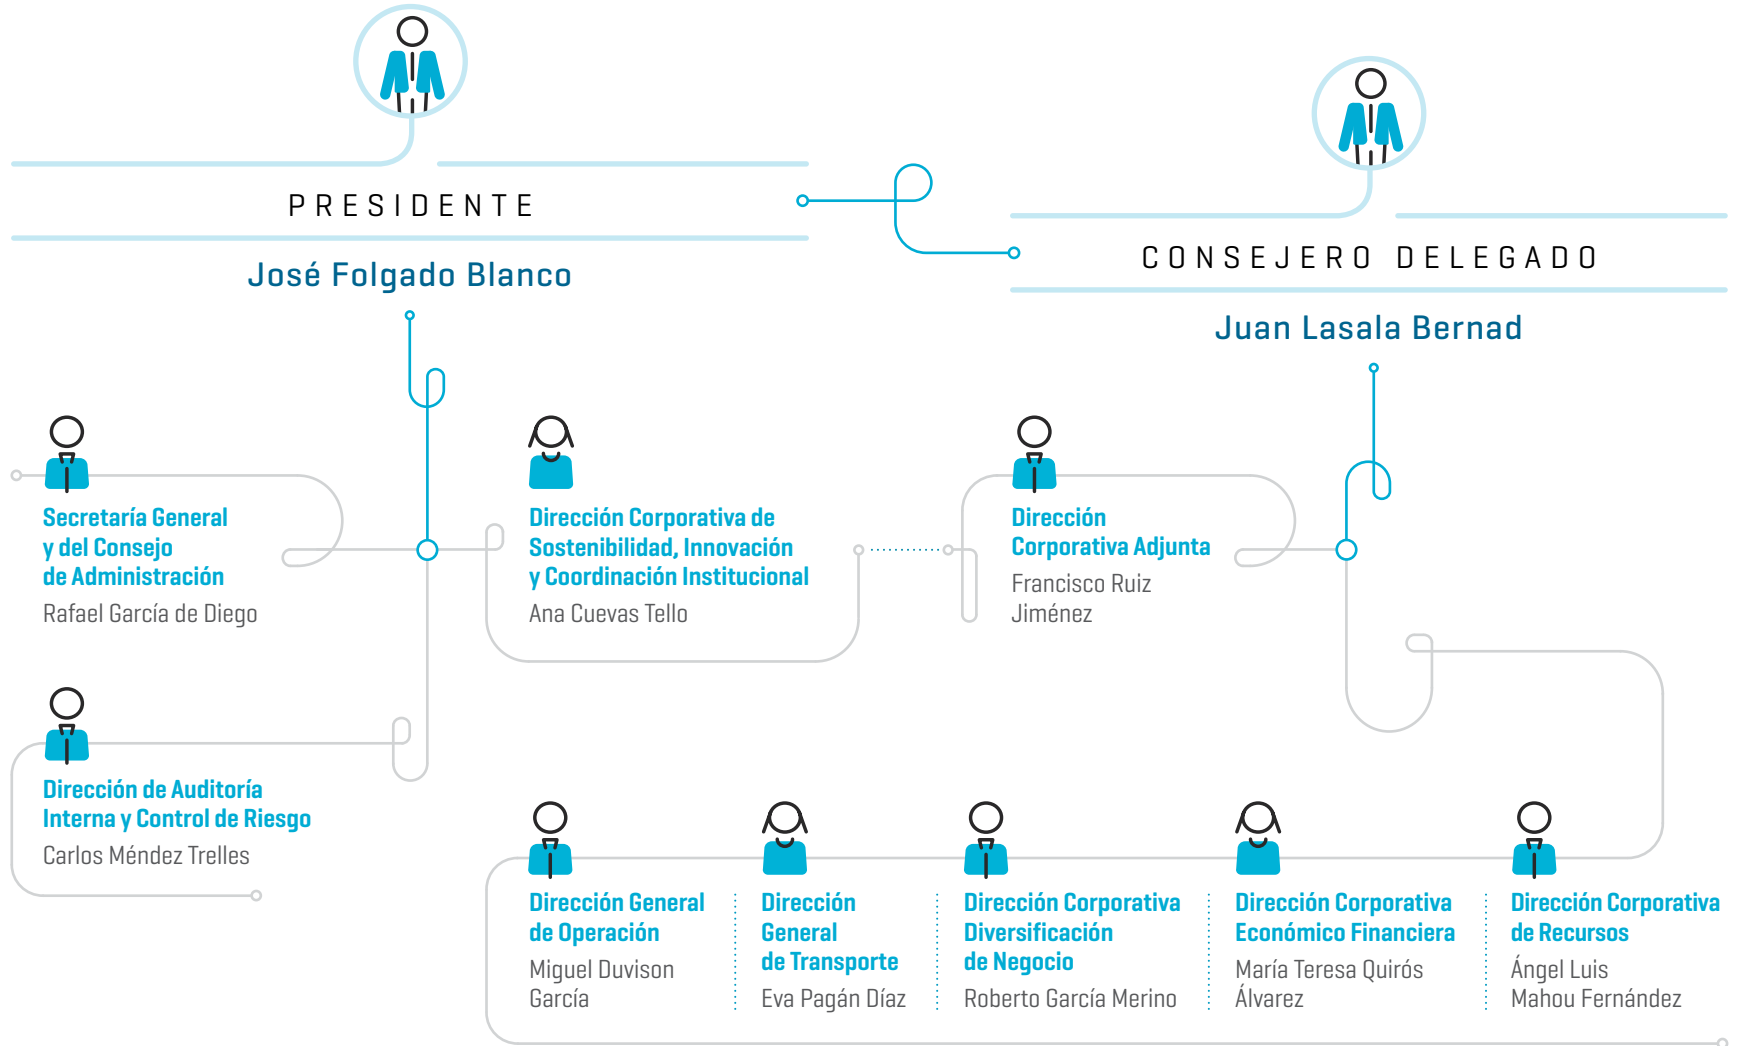 PRESIDENTE
José Folgado Blanco
CONSEJERO DELEGADO
Juan Lasala Bernad
Secretaría General
y del Consejo
de Administración
Rafael García de Diego
Dirección Corporativa de
Sostenibilidad, Innovación
y Coordinación Institucional
Ana Cuevas Tello
Dirección
Corporativa Adjunta
Francisco Ruiz
Jiménez
Dirección de Auditoría
Interna y Control de Riesgo
Carlos Méndez Trelles
Dirección General
de Operación
Miguel Duvison
García
Dirección
General
de Transporte
Eva Pagán Díaz
Dirección Corporativa
Diversificación
de Negocio
Roberto García Merino
Dirección Corporativa
Económico Financiera
María Teresa Quirós
Álvarez
Dirección Corporativa
de Recursos
Ángel Luis
Mahou Fernández